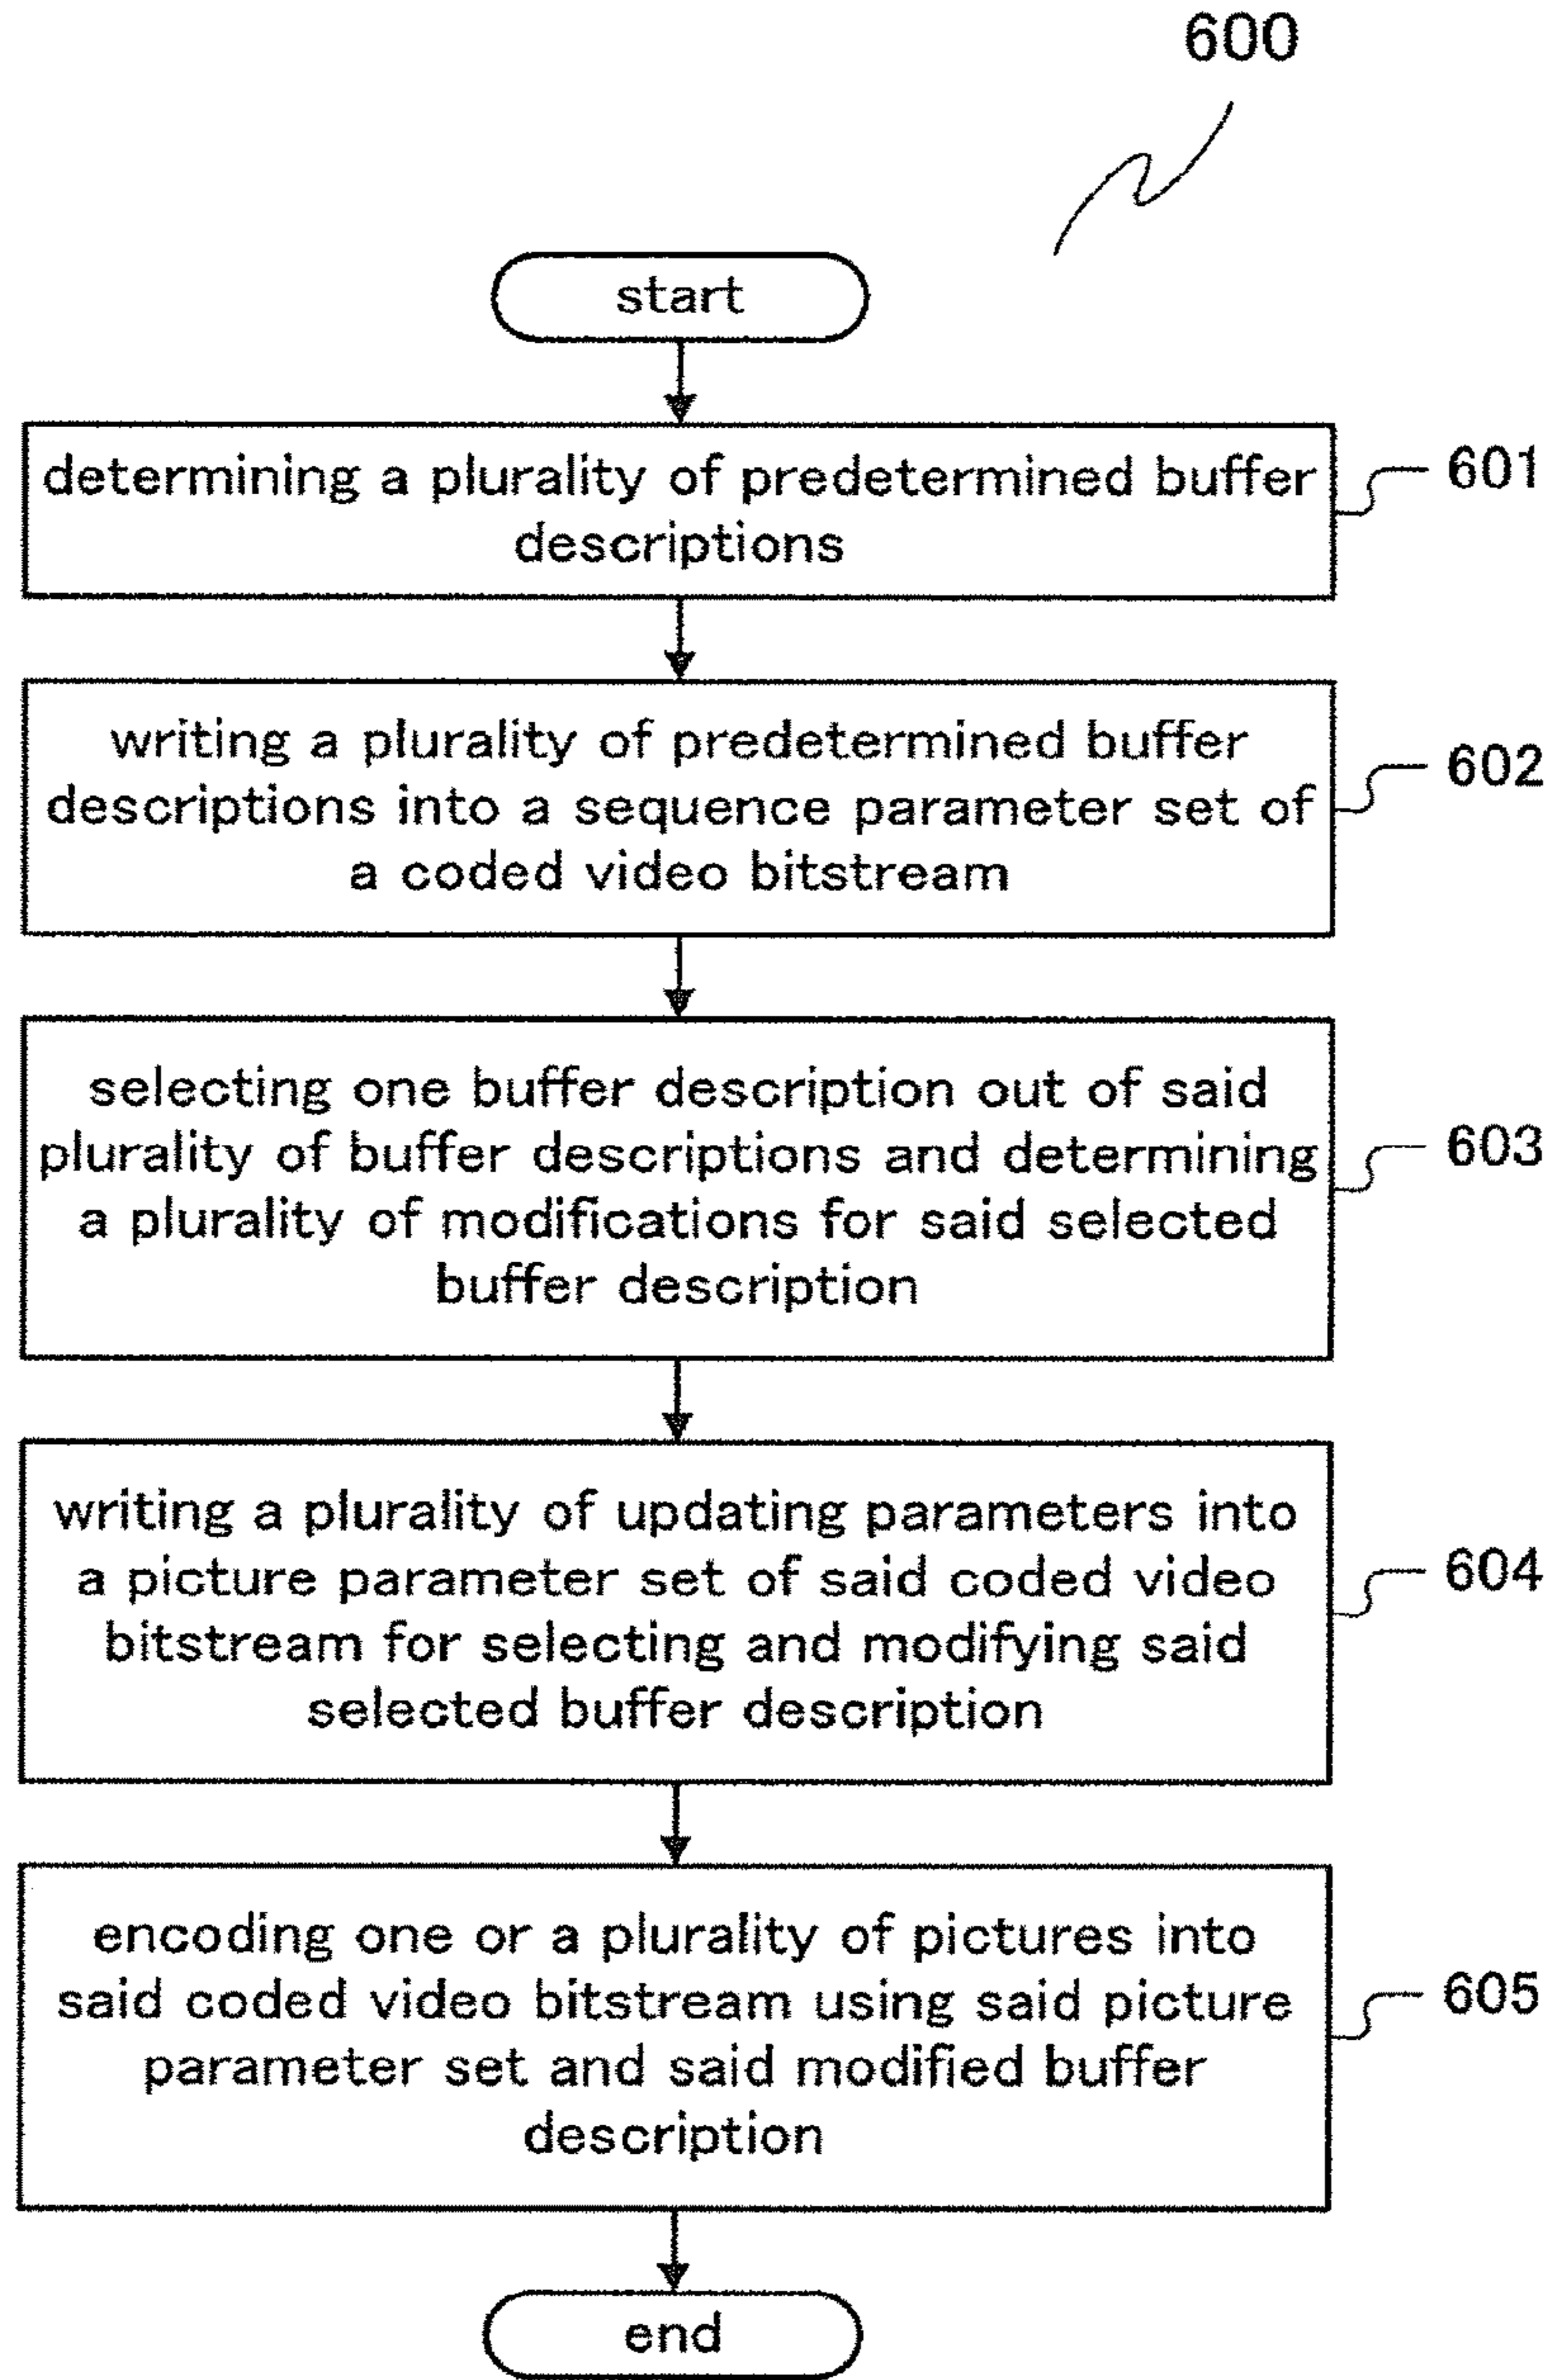 600
start
determining a plurality of predetermined buffer
descriptions
601
writing a plurality of predetermined buffer
descriptions into a sequence parameter set of
a coded video bitstream
602
selecting one buffer description out of said
plurality of buffer descriptions and determining
a plurality of modifications for said selected
buffer description
603
writing a plurality of updating parameters into
a picture parameter set of said coded video
bitstream for selecting and modifying said
selected buffer description
604
encoding one or a plurality of pictures into
said coded video bitstream using said picture
parameter set and said modified buffer
description
605
end